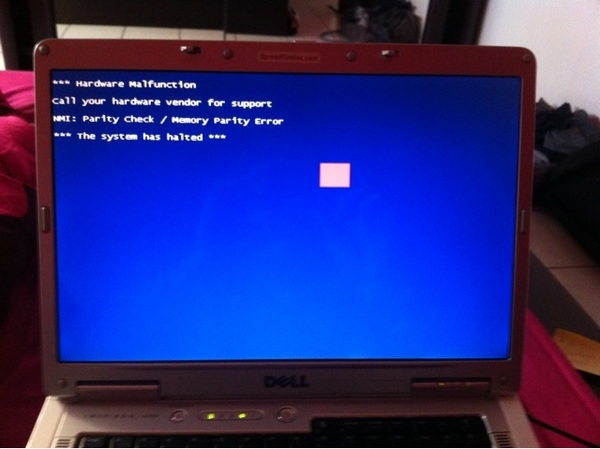 *** Hardware Malfunction
Call your hardware vendor for support
NMI: Parity Check / Memory Parity Error
*** The system has halted ***
DELL